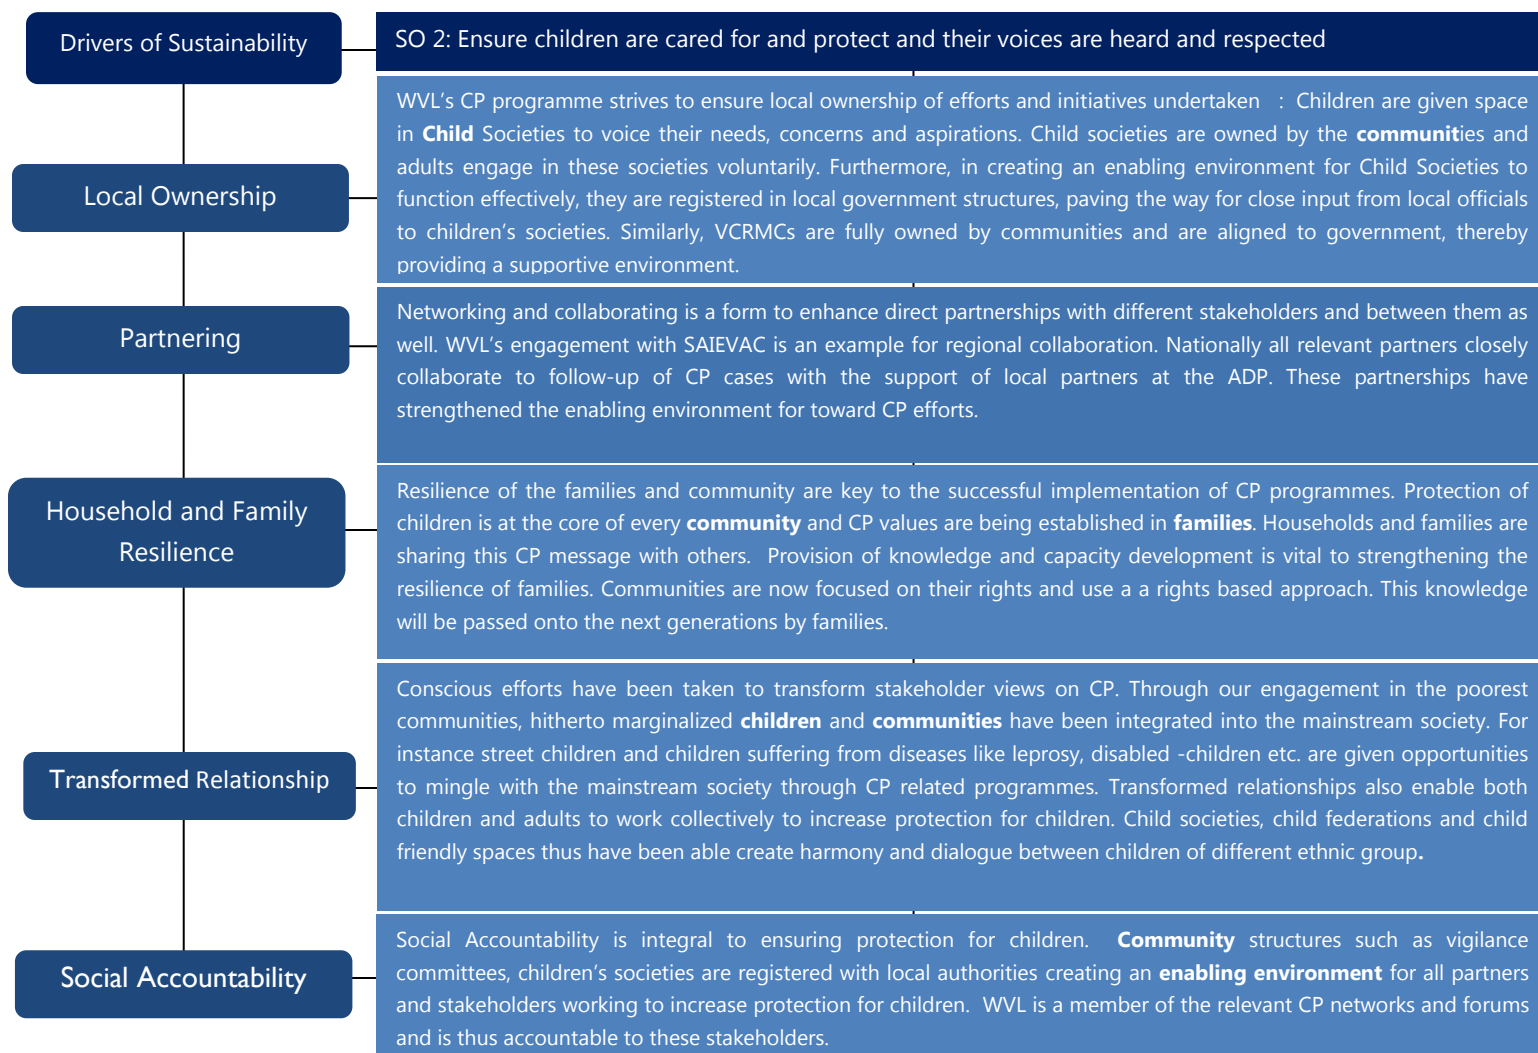 Drivers of Sustainability
SO 2: Ensure children are cared for and protect and their voices are heard and respected
Local Ownership
WVL’s CP programme strives to ensure local ownership of efforts and initiatives undertaken : Children are given space
in Child Societies to voice their needs, concerns and aspirations. Child societies are owned by the communities and
adults engage in these societies voluntarily. Furthermore, in creating an enabling environment for Child Societies to
function effectively, they are registered in local government structures, paving the way for close input from local officials
to children’s societies. Similarly, VCRMCs are fully owned by communities and are aligned to government, thereby
providing a supportive environment.
Partnering
Networking and collaborating is a form to enhance direct partnerships with different stakeholders and between them as
well. WVL’s engagement with SAIEVAC is an example for regional collaboration. Nationally all relevant partners closely
collaborate to follow-up of CP cases with the support of local partners at the ADP. These partnerships have
strengthened the enabling environment for toward CP efforts.
Household and Family
Resilience
Resilience of the families and community are key to the successful implementation of CP programmes. Protection of
children is at the core of every community and CP values are being established in families. Households and families are
sharing this CP message with others. Provision of knowledge and capacity development is vital to strengthening the
resilience of families. Communities are now focused on their rights and use a a rights based approach. This knowledge
will be passed onto the next generations by families.
Transformed Relationship
Conscious efforts have been taken to transform stakeholder views on CP. Through our engagement in the poorest
communities, hitherto marginalized children and communities have been integrated into the mainstream society. For
instance street children and children suffering from diseases like leprosy, disabled -children etc. are given opportunities
to mingle with the mainstream society through CP related programmes. Transformed relationships also enable both
children and adults to work collectively to increase protection for children. Child societies, child federations and child
friendly spaces thus have been able create harmony and dialogue between children of different ethnic group.
Social Accountability
Social Accountability is integral to ensuring protection for children. Community structures such as vigilance
committees, children’s societies are registered with local authorities creating an enabling environment for all partners
and stakeholders working to increase protection for children. WVL is a member of the relevant CP networks and forums
and is thus accountable to these stakeholders.